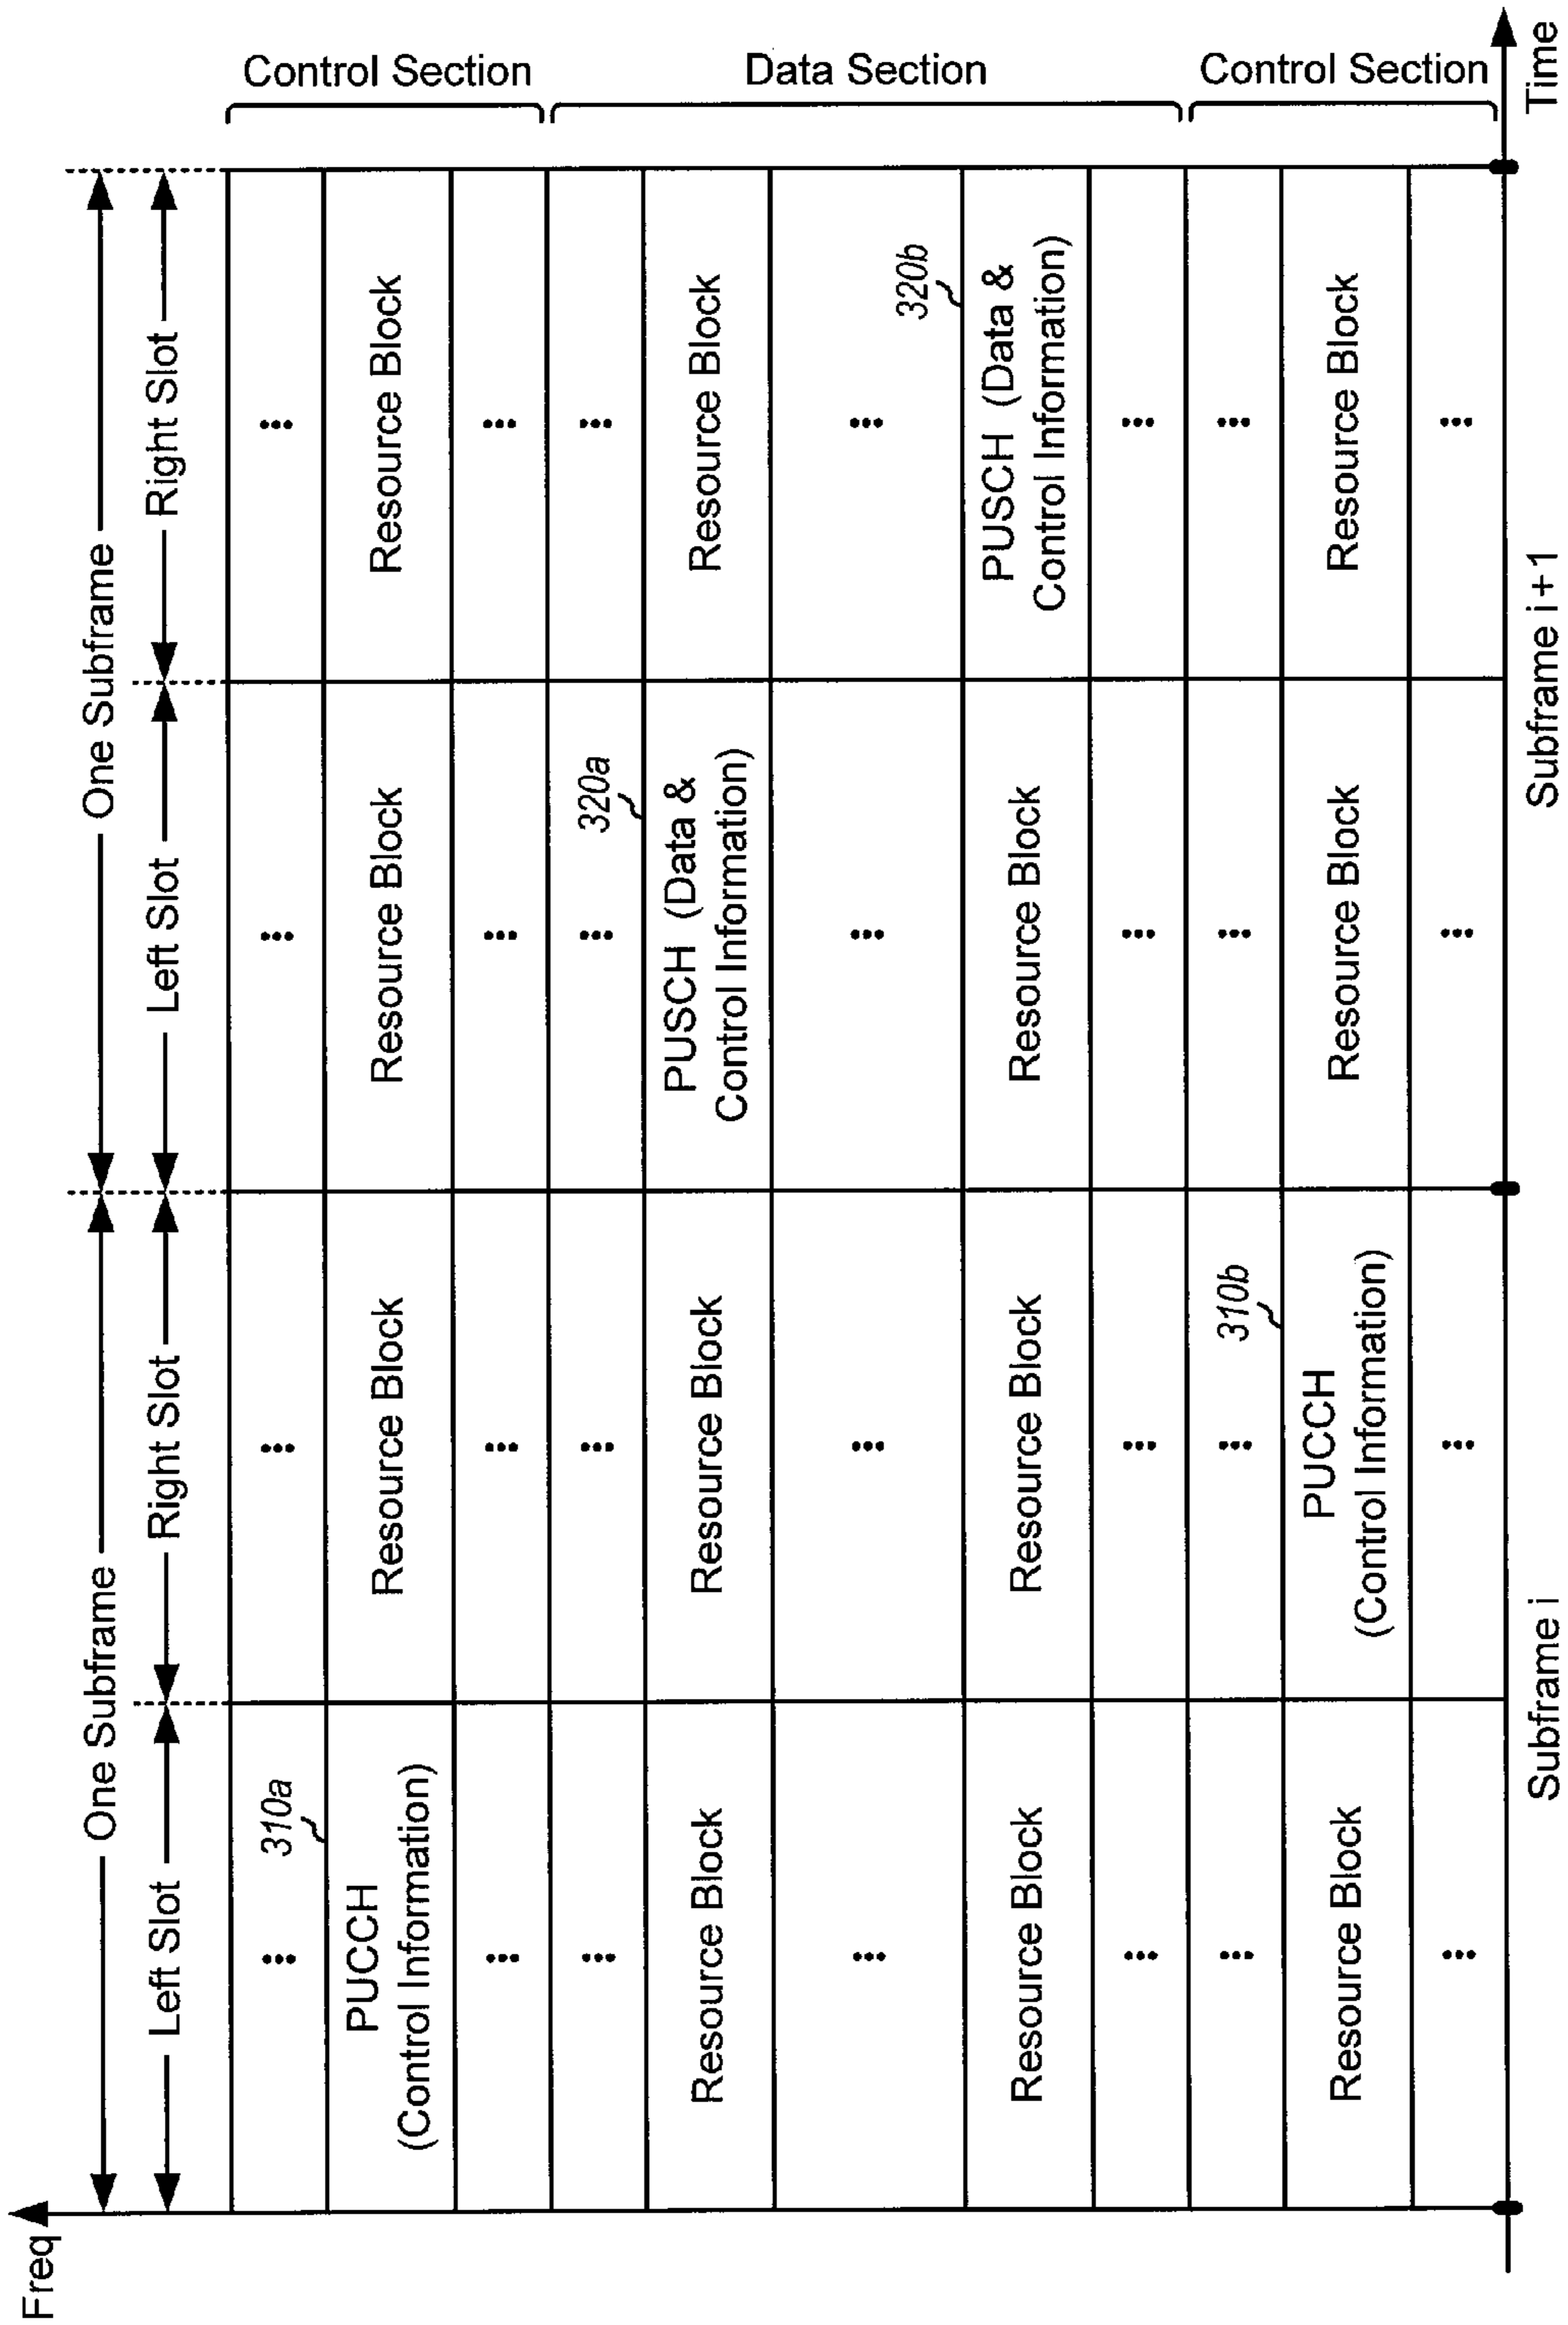 Freq
One Subframe
One Subframe
Left Slot
Right Slot
Left Slot
Right Slot
Control Section
...
310a
...
...
...
PUCCH
(Control Information)
Resource Block
Resource Block
Resource Block
...
...
...
...
Data Section
...
...
...
320a
...
Resource Block
Resource Block
PUSCH (Data &
Control Information)
Resource Block
...
...
...
...
320b
Resource Block
Resource Block
Resource Block
PUSCH (Data &
Control Information)
...
...
...
...
Control Section
...
...
310b
...
...
Resource Block
PUCCH
(Control Information)
Resource Block
Resource Block
...
...
...
...
Subframe i
Subframe i + 1
Time